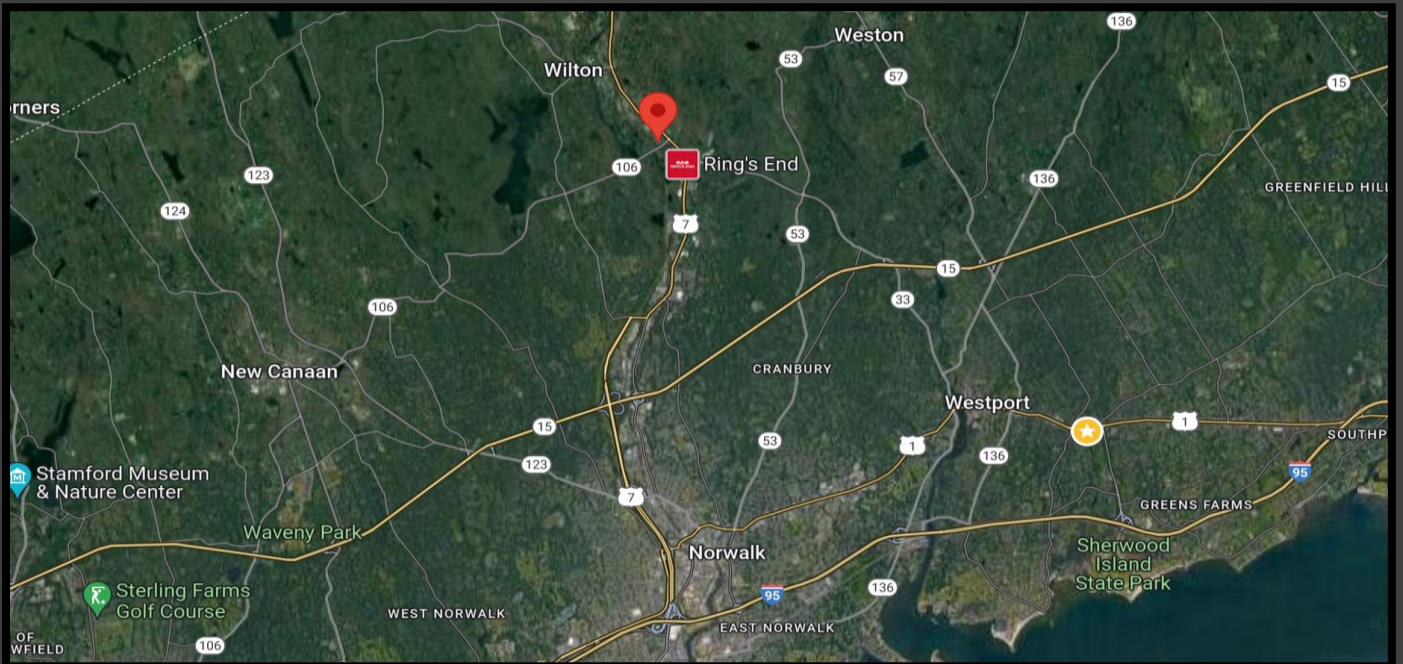 136
Weston
53
Wilton
57
15
orners
Ring's End
106
123
136
GREENFIELD HILL
124
7
53
15
33
106
CRANBURY
New Canaan
Westport
1
15
53
1
SOUTHP
136
123
95
Stamford Museum
& Nature Center
7
GREENS FARMS
Waveny Park
Norwalk
Sherwood
Island
State Park
136
95
Sterling Farms
Golf Course
WEST NORWALK
EAST NORWALK
OF
WFIELD
106